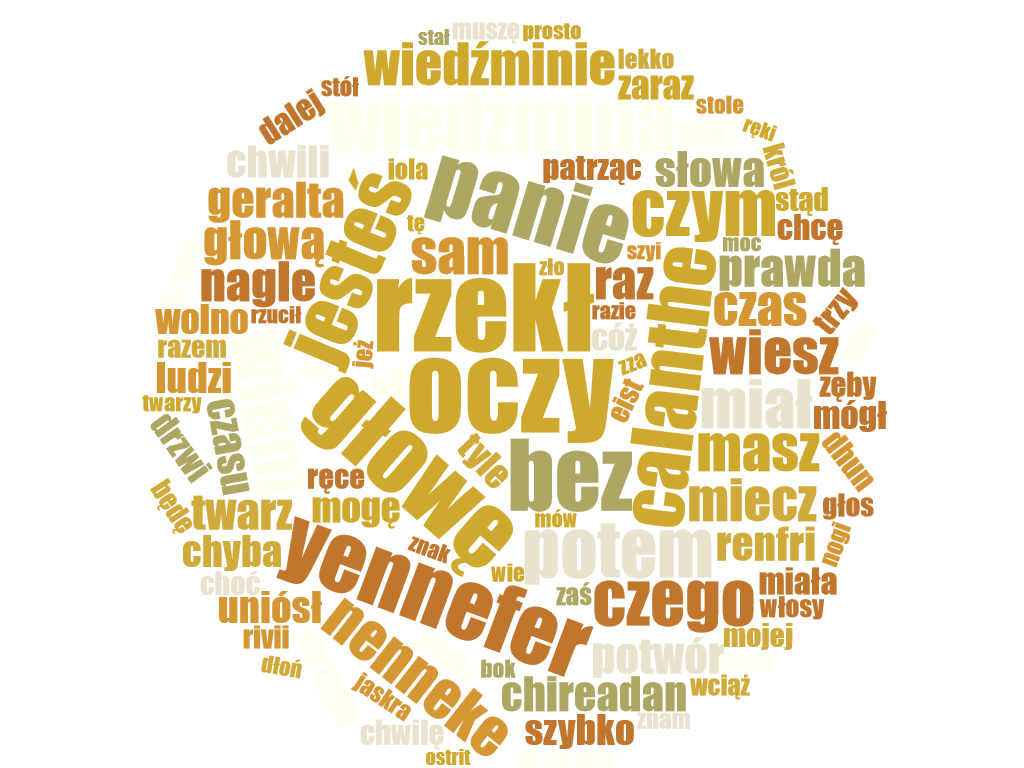 stał
muszę
prosto
wiedźminie
lekko
zaraz
stół
dalej
stole
wiedźmina
ręki
król
chwili
iola
panie
patrząc
słowa
jesteś
geralta
czym
stąd
tę
chcę
głową
sam
szyi
moc
zło
prawda
nagle
rzekł
raz
calanthe
czas
trzy
wolno
rzucił
razie
cóż
razem
jeż
wiesz
zza
oczy
ludzi
wiem
eist
zęby
twarzy
miał
mógł
czasu
głowę
drzwi
tyle
bez
masz
dhun
ręce
będę
mogę
miecz
głos
twarz
mów
yennefer
znak
potem
renfri
nogi
chyba
wie
choć
zaś
czego
miała
włosy
uniósł
nenneke
rivii
mojej
potwór
dłoń
bok
jaskra
chireadan
wciąż
chwilę
szybko
znam
ostrit